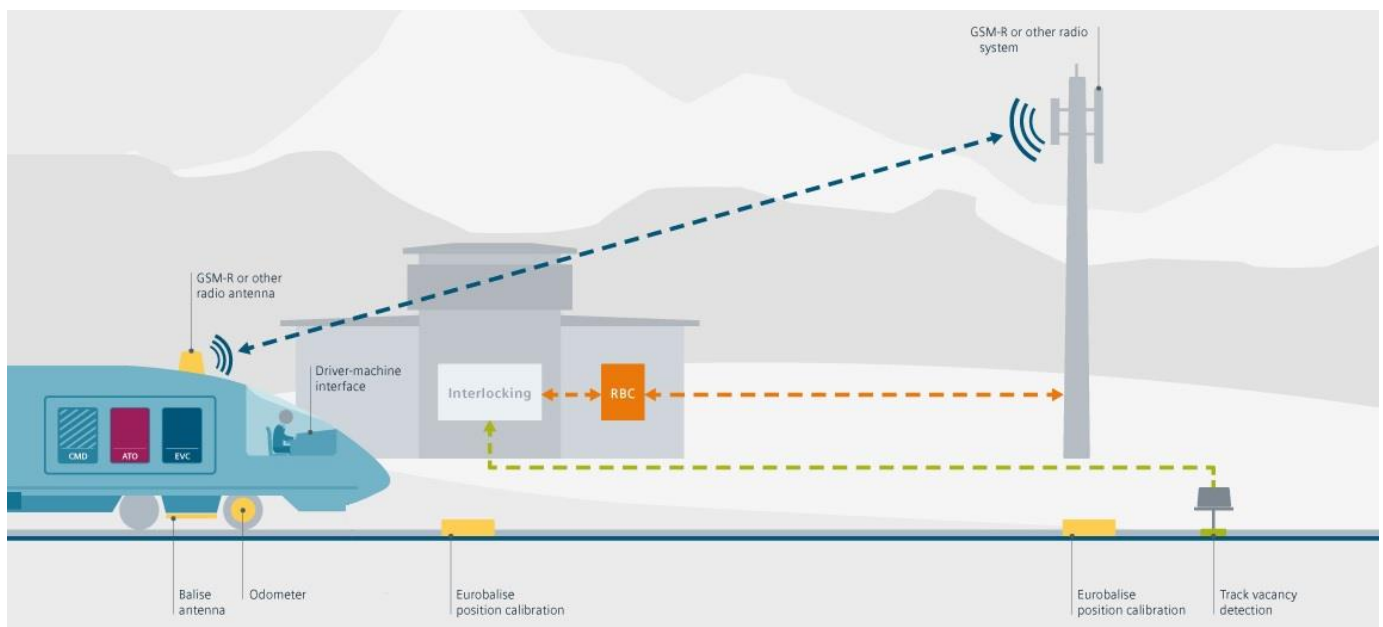 GSM-R or other radio
system
GSM-R or other
radio antenna
Driver-machine
interface
Interlocking
RBC
CMD
ATO
EVC
Balise
antenna
Odometer
Eurobalise
position calibration
Eurobalise
position calibration
Track vacancy
detection